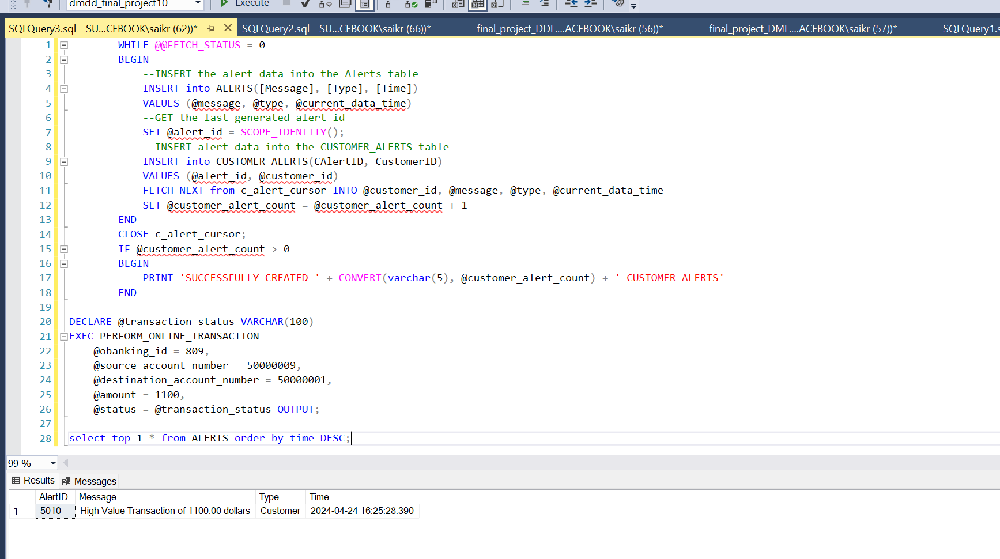 dmdd_final_project10 Execute
SQLQuery3.sql - SU...CEBOOK\saikr (62))* SQLQuery2.sql - SU...CEBOOK\saikr (66))* final_project_DDL....ACEBOOK\saikr (56))* final_project_DML....ACEBOOK\saikr (57))* SQLQuery1.s
1 WHILE @@FETCH_STATUS = 0
2 BEGIN
3 --INSERT the alert data into the Alerts table
4 INSERT into ALERTS([Message], [Type], [Time])
5 VALUES (@message, @type, @current_data_time)
6 --GET the last generated alert id
7 SET @alert_id = SCOPE_IDENTITY();
8 --INSERT alert data into the CUSTOMER_ALERTS table
9 INSERT into CUSTOMER_ALERTS(CAlertID, CustomerID)
10 VALUES (@alert_id, @customer_id)
11 FETCH NEXT from c_alert_cursor INTO @customer_id, @message, @type, @current_data_time
12 SET @customer_alert_count = @customer_alert_count + 1
13 END
14 CLOSE c_alert_cursor;
15 IF @customer_alert_count > 0
16 BEGIN
17 PRINT 'SUCCESSFULLY CREATED ' + CONVERT(varchar(5), @customer_alert_count) + ' CUSTOMER ALERTS'
18 END
19
20 DECLARE @transaction_status VARCHAR(100)
21 EXEC PERFORM_ONLINE_TRANSACTION
22 @obanking_id = 809,
23 @source_account_number = 50000009,
24 @destination_account_number = 50000001,
25 @amount = 1100,
26 @status = @transaction_status OUTPUT;
27
28 select top 1 * from ALERTS order by time DESC;
99 %
Results Messages
AlertID Message Type Time
1 5010 High Value Transaction of 1100.00 dollars Customer 2024-04-24 16:25:28.390